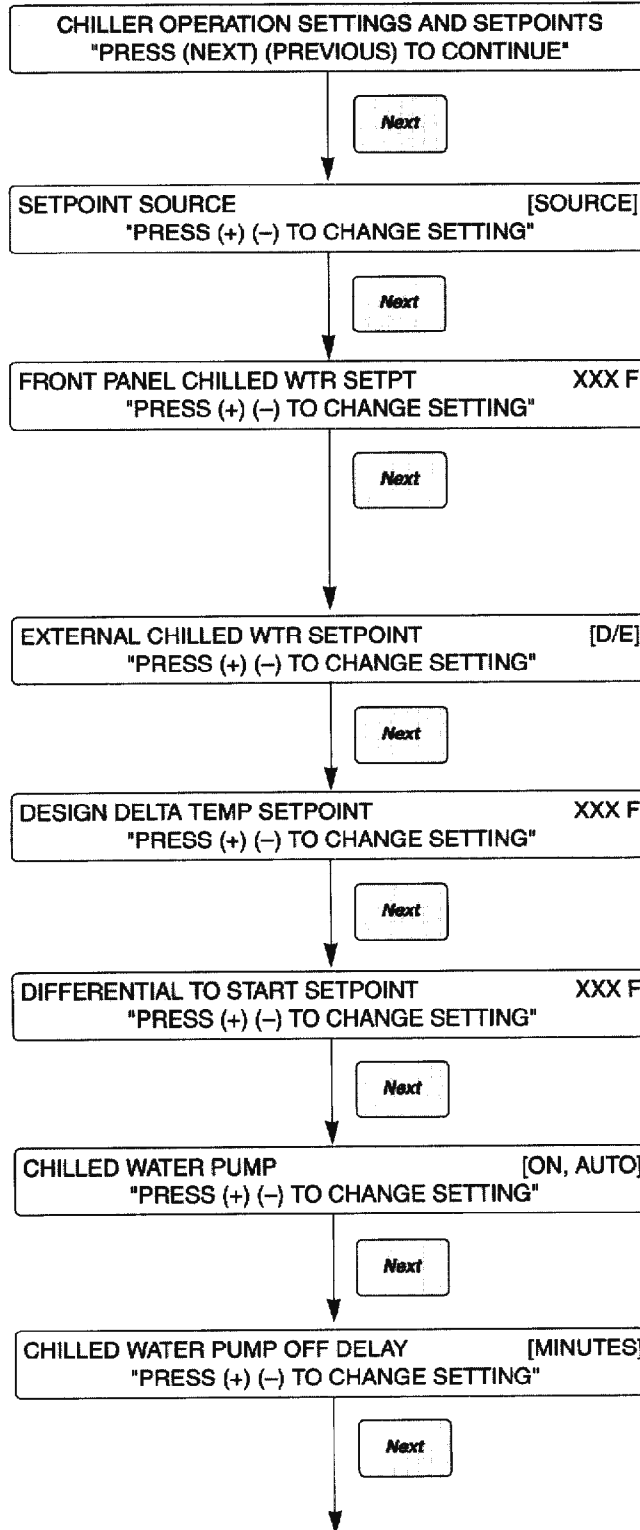 CHILLER OPERATION SETTINGS AND SETPOINTS
"PRESS (NEXT) (PREVIOUS) TO CONTINUE"
Next
SETPOINT SOURCE [SOURCE]
"PRESS (+) (–) TO CHANGE SETTING"
Next
FRONT PANEL CHILLED WTR SETPT XXX F
"PRESS (+) (–) TO CHANGE SETTING"
Next
EXTERNAL CHILLED WTR SETPOINT [D/E]
"PRESS (+) (–) TO CHANGE SETTING"
Next
DESIGN DELTA TEMP SETPOINT XXX F
"PRESS (+) (–) TO CHANGE SETTING"
Next
DIFFERENTIAL TO START SETPOINT XXX F
"PRESS (+) (–) TO CHANGE SETTING"
Next
CHILLED WATER PUMP [ON, AUTO]
"PRESS (+) (–) TO CHANGE SETTING"
Next
CHILLED WATER PUMP OFF DELAY [MINUTES]
"PRESS (+) (–) TO CHANGE SETTING"
Next